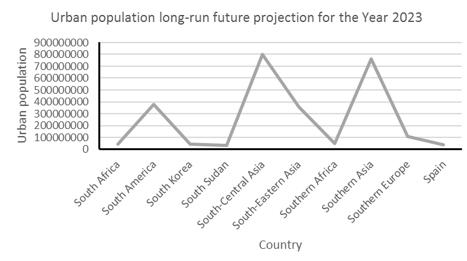 Urban population long-run future projection for the Year 2023
Urban population
900000000
800000000
700000000
600000000
500000000
400000000
300000000
200000000
100000000
0
South Africa
South America
South Korea
South Sudan
South-Central Asia
South-Eastern Asia
Southern Africa
Southern Asia
Southern Europe
Spain
Country